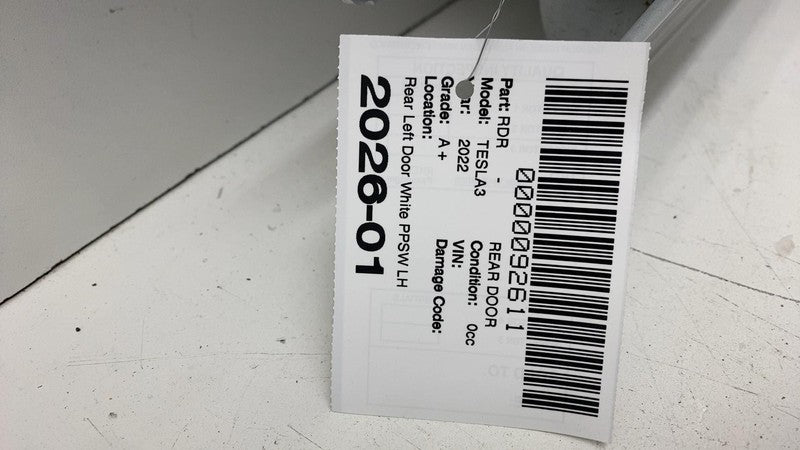 0000092611
Part: RDR - REAR DOOR
Model: TESLA3 Condition: 0cc
ar: 2022 VIN:
Grade: A+ Damage Code:
Location:
Rear Left Door White PPSW LH
2026-01